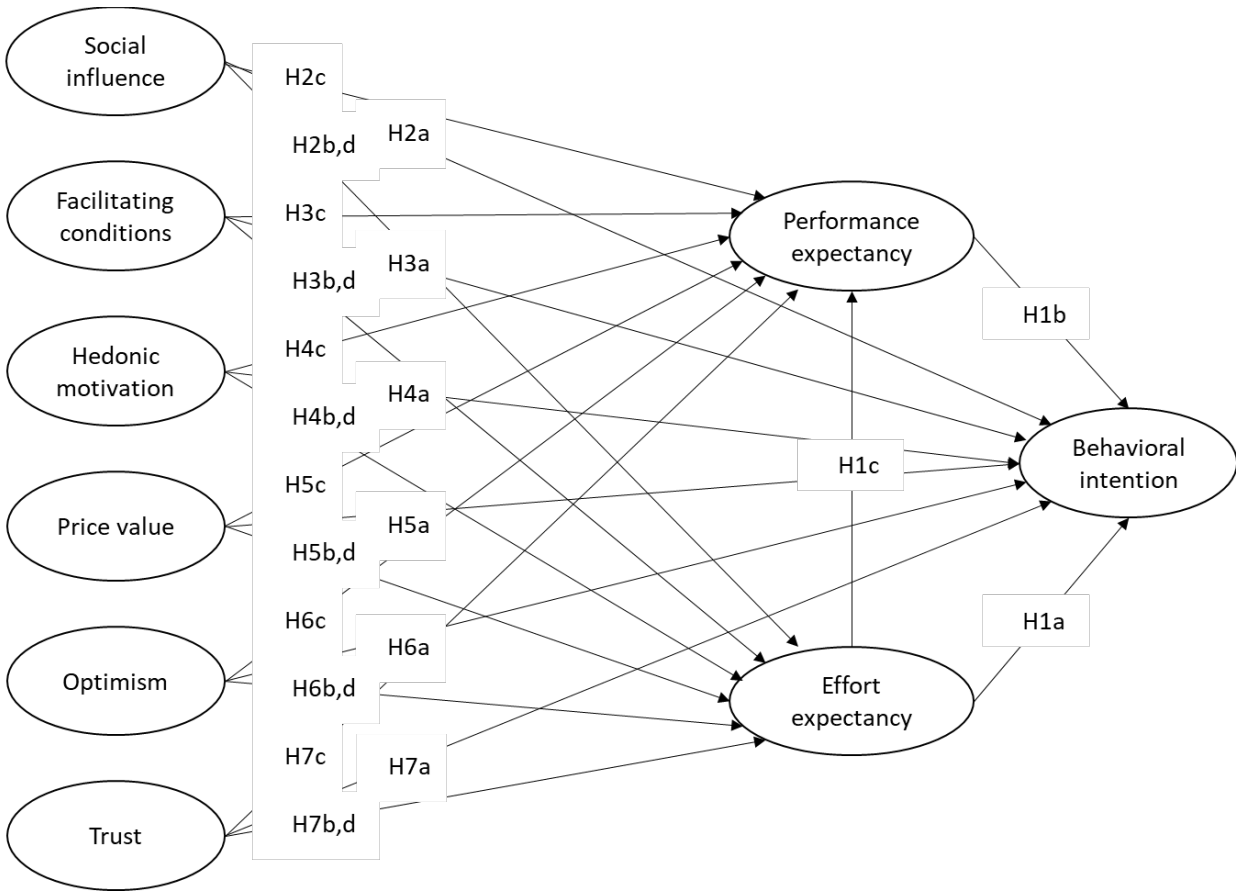 Social
influence
Facilitating
conditions
Hedonic
motivation
Price value
Optimism
Trust
H2c
H2b,d
H2a
H3c
H3b,d
H3a
H4c
H4b,d
H4a
H5c
H5b,d
H5a
H6c
H6b,d
H6a
H7c
H7b,d
H7a
Performance
expectancy
H1b
H1c
Behavioral
intention
H1a
Effort
expectancy